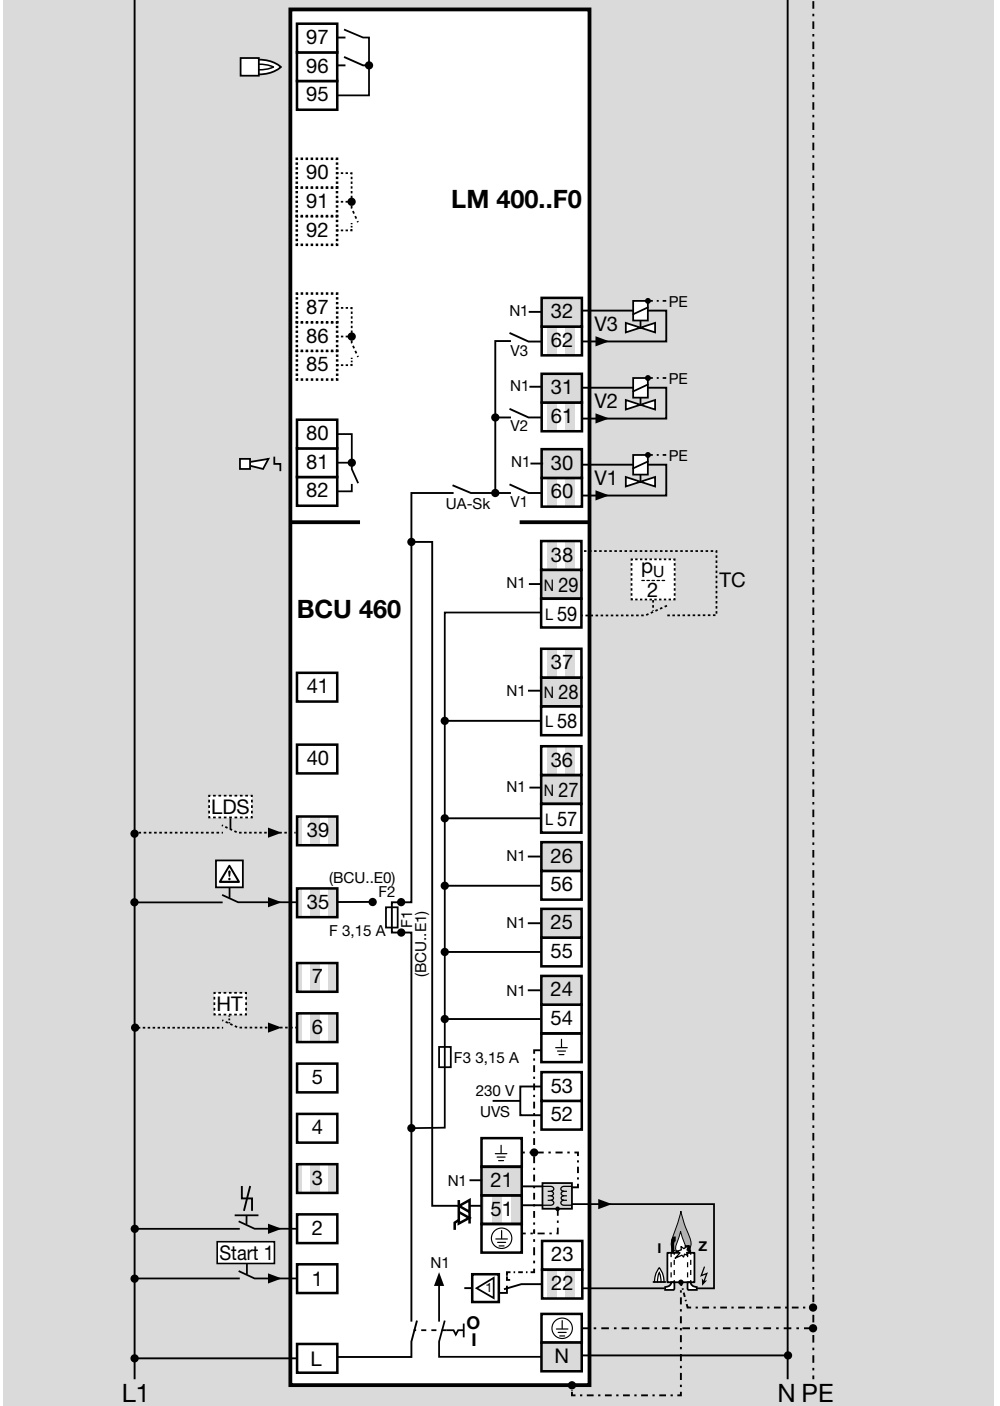 97
96
95
90
91
92
LM 400..F0
87
86
85
N1 32 PE
V3
V3 62
N1 31 PE
V2
V2 61
80
81
82
N1 30 PE
V1
UA-Sk V1 60
38
pU
2
TC
N1 N 29
L 59
BCU 460
37
N1 N 28
L 58
41
36
N1 N 27
L 57
40
LDS
39
N1 26
56
(BCU..E0)
F2
35
F 3,15 A
F1
(BCU..E1)
N1 25
55
7
N1 24
54
HT
6
F3 3,15 A
5
230 V
UVS
53
52
4
3
N1 21
51
2
Start 1
1
23
22
1
I Z
N1
O
I
L
N
L1 N PE